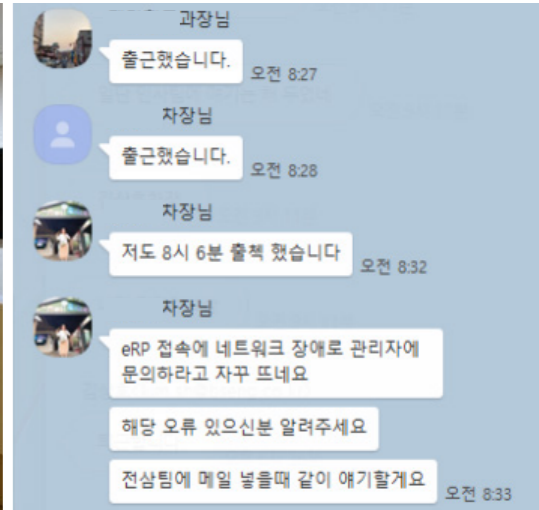 과장님
출근했습니다.
오전 8:27
차장님
출근했습니다.
오전 8:28
차장님
저도 8시 6분 출첵 했습니다
오전 8:32
차장님
eRP 접속에 네트워크 장애로 관리자에
문의하라고 자꾸 뜨네요
해당 오류 있으신분 알려주세요
전삼팀에 메일 넣을때 같이 얘기할게요
오전 8:33